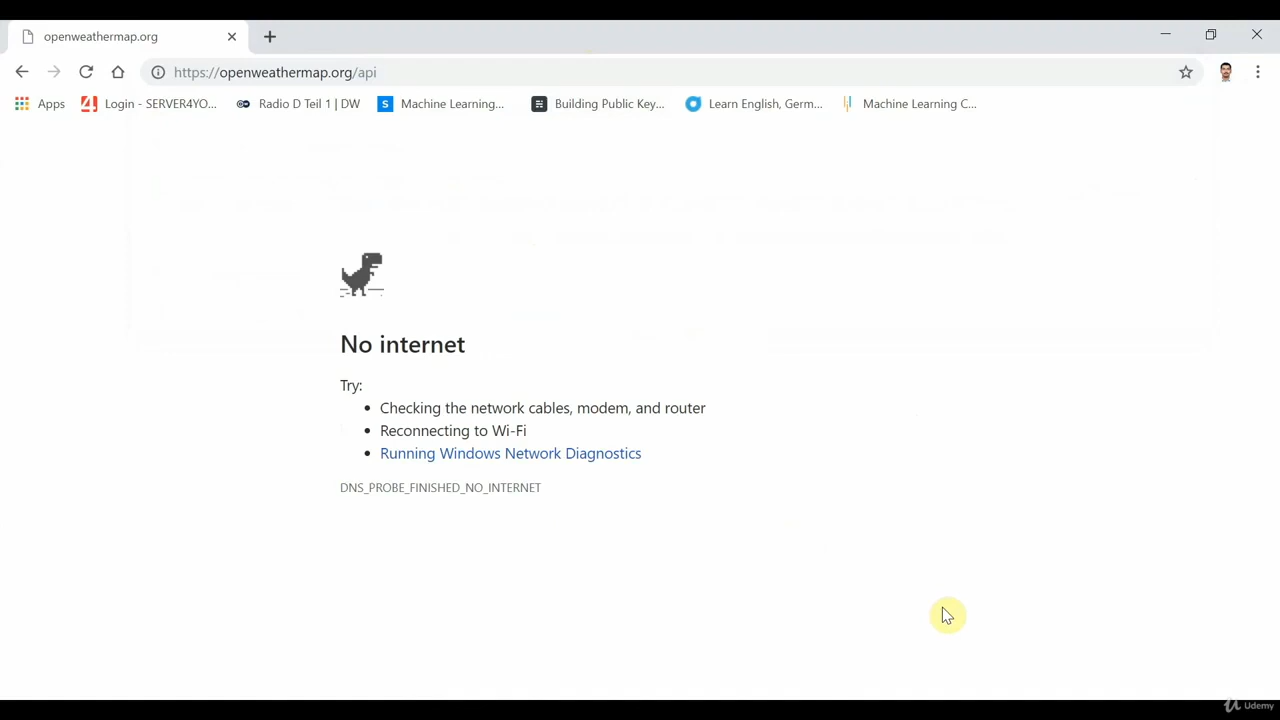 openweathermap.org
https://openweathermap.org/api
Apps Login - SERVER4YO... Radio D Teil 1 | DW S Machine Learning... Building Public Key... Learn English, Germ... Machine Learning C...
No internet
Try:
• Checking the network cables, modem, and router
• Reconnecting to Wi-Fi
• Running Windows Network Diagnostics
DNS_PROBE_FINISHED_NO_INTERNET
Udemy